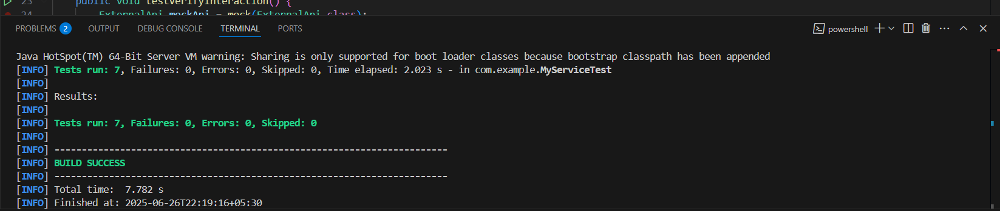 23 public void testVerifyInteraction() {
24 ExternalApi mockApi = mock(ExternalApi.class);
PROBLEMS 2 OUTPUT DEBUG CONSOLE TERMINAL PORTS powershell
Java HotSpot(TM) 64-Bit Server VM warning: Sharing is only supported for boot loader classes because bootstrap classpath has been appended
[INFO] Tests run: 7, Failures: 0, Errors: 0, Skipped: 0, Time elapsed: 2.023 s - in com.example.MyServiceTest
[INFO]
[INFO] Results:
[INFO]
[INFO] Tests run: 7, Failures: 0, Errors: 0, Skipped: 0
[INFO]
[INFO] ------------------------------------------------------------------------
[INFO] BUILD SUCCESS
[INFO] ------------------------------------------------------------------------
[INFO] Total time:  7.782 s
[INFO] Finished at: 2025-06-26T22:19:16+05:30